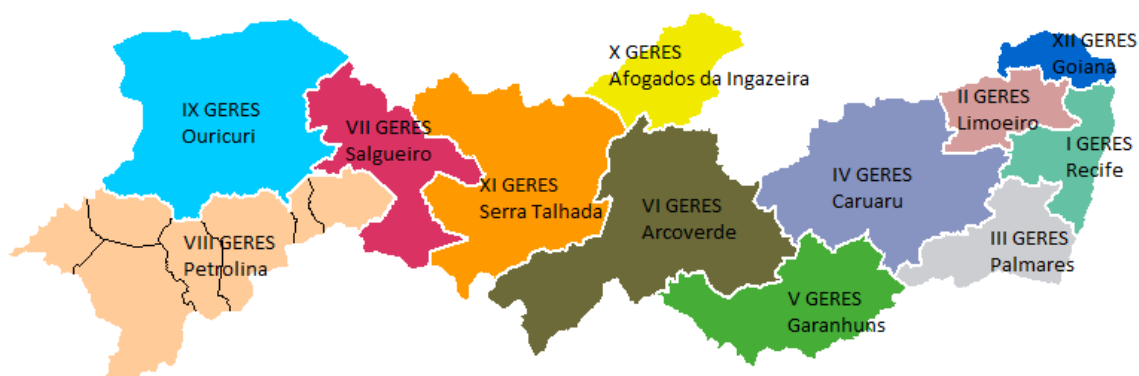 X GERES
Afogados da Ingazeira
XII GERES
Goiana
IX GERES
Ouricuri
VII GERES
Salgueiro
II GERES
Limoeiro
I GERES
Recife
XI GERES
Serra Talhada
VI GERES
Arcoverde
IV GERES
Caruaru
VIII GERES
Petrolina
III GERES
Palmares
V GERES
Garanhuns